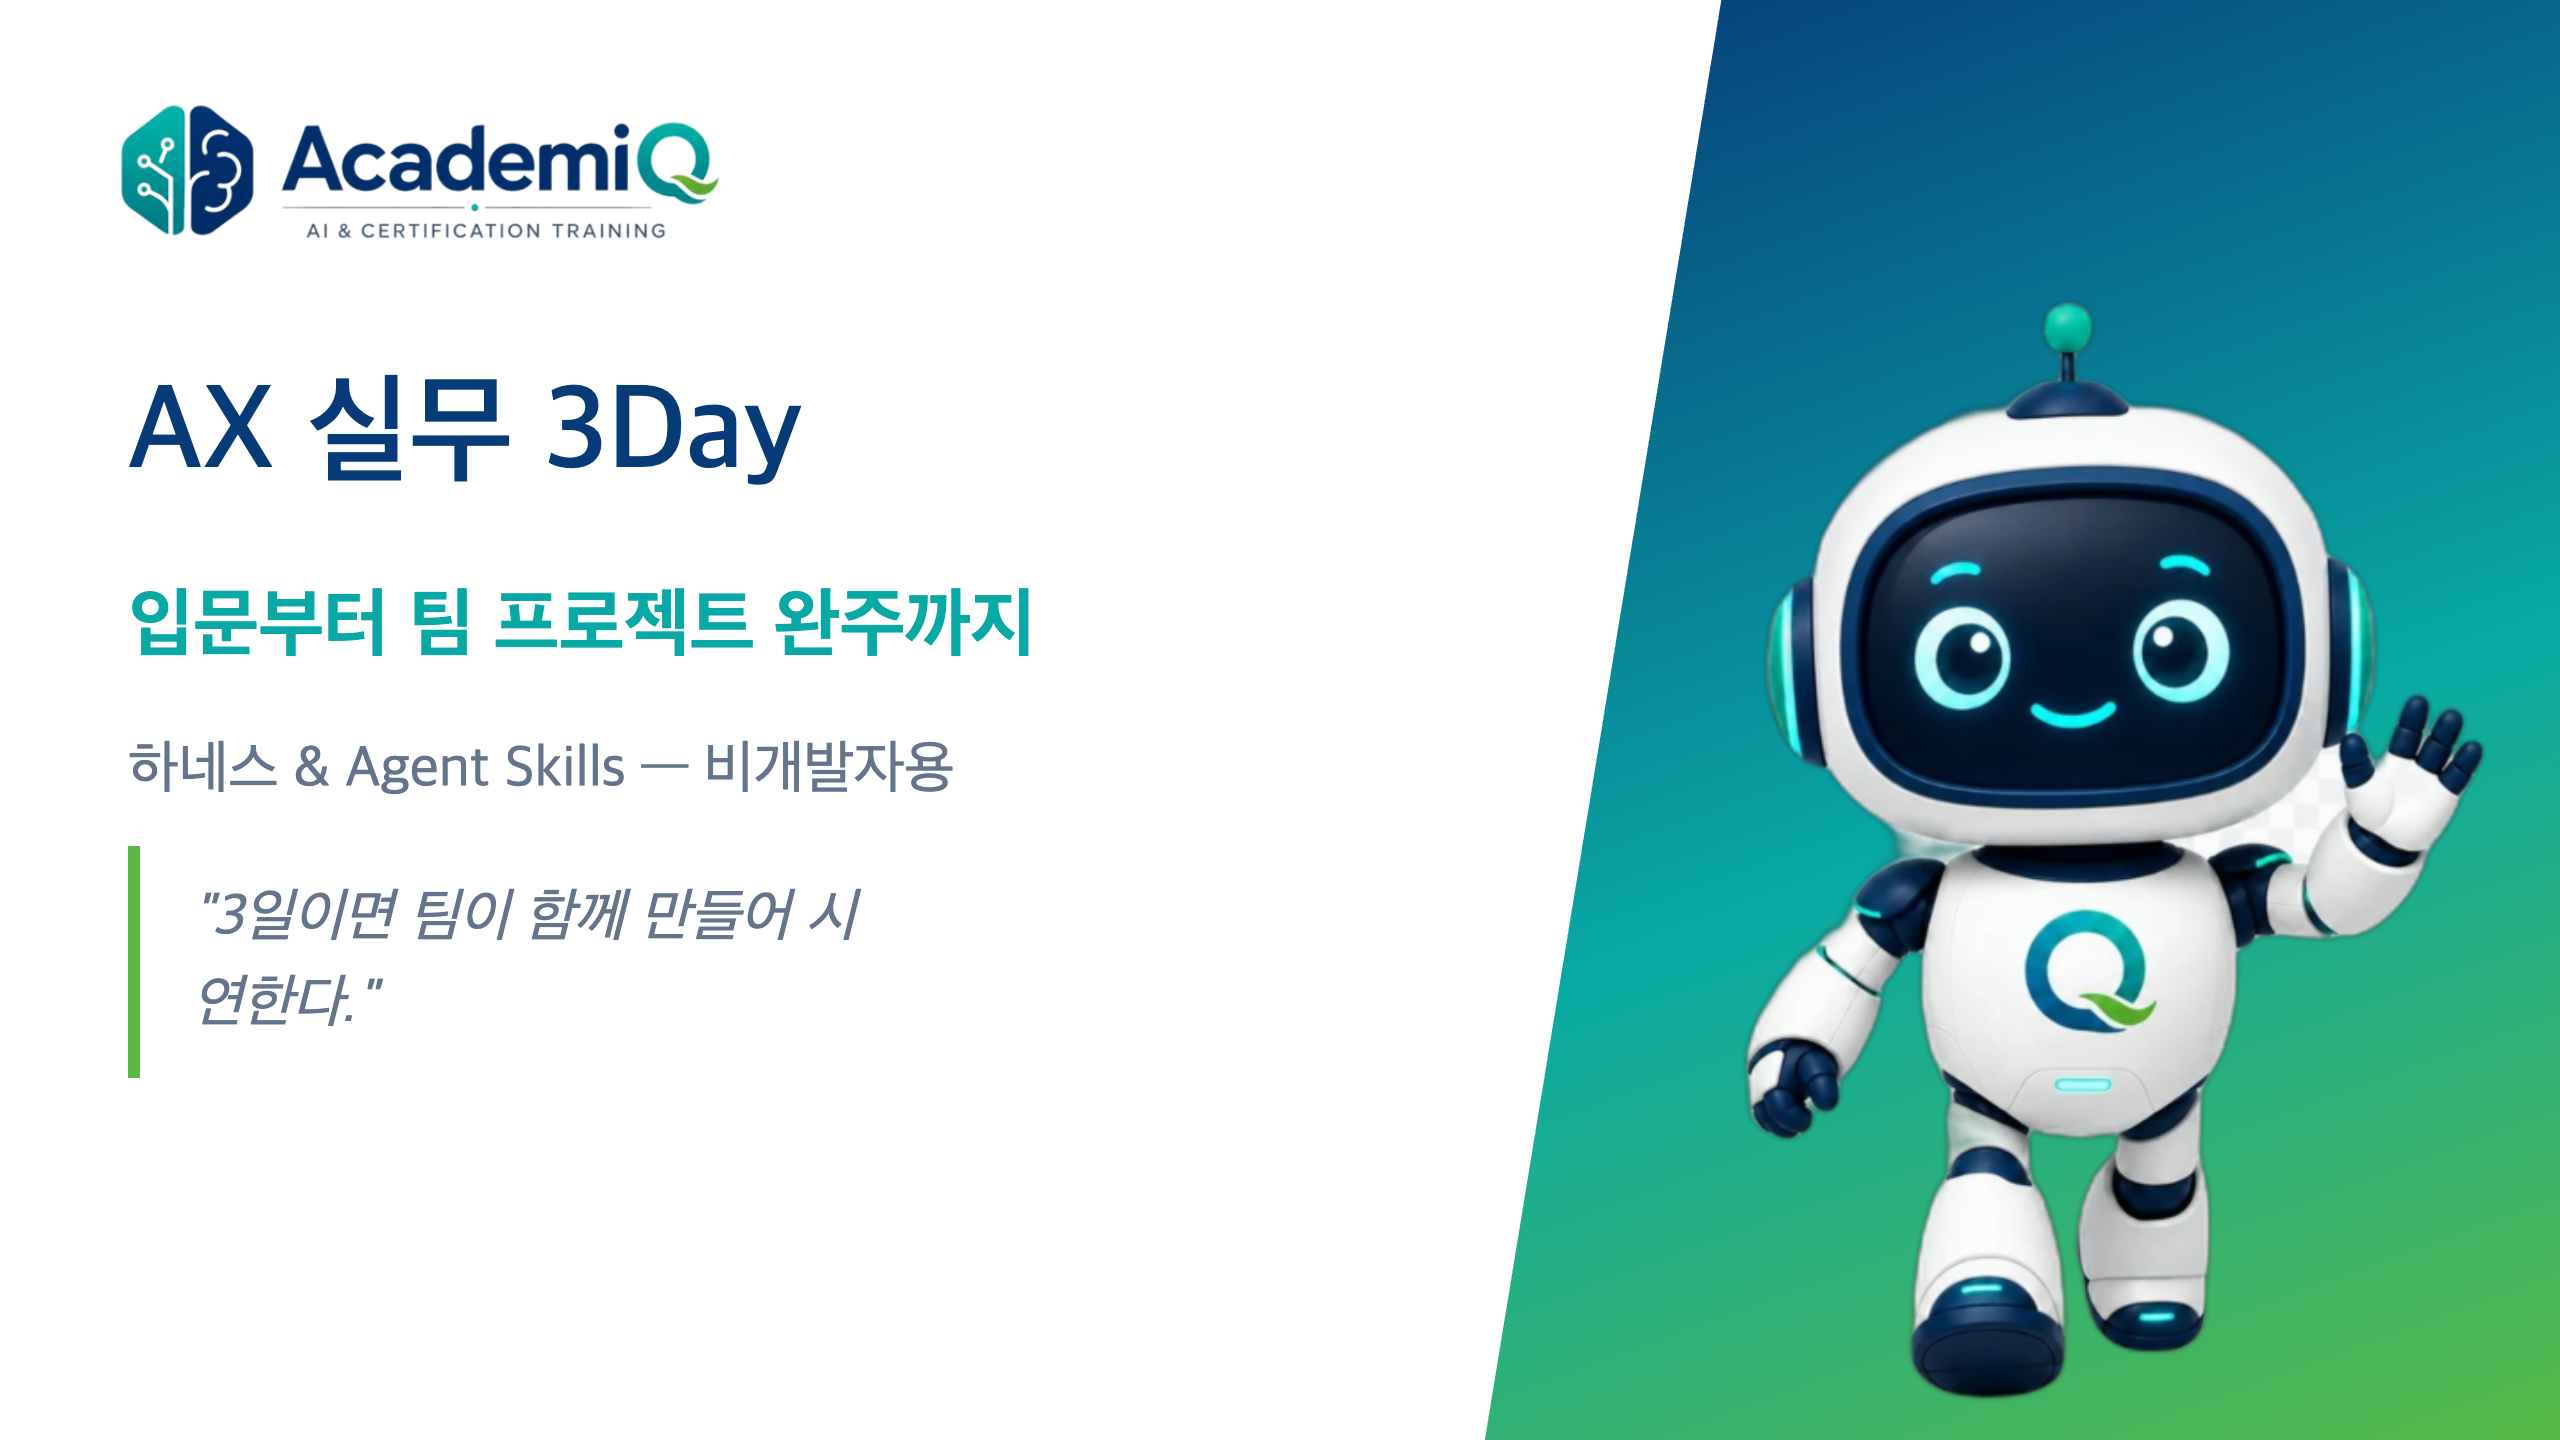 AcademiQ
AI & CERTIFICATION TRAINING
AX 실무 3Day
입문부터 팀 프로젝트 완주까지
하네스 & Agent Skills — 비개발자용
"3일이면 팀이 함께 만들어 시
연한다."
Q